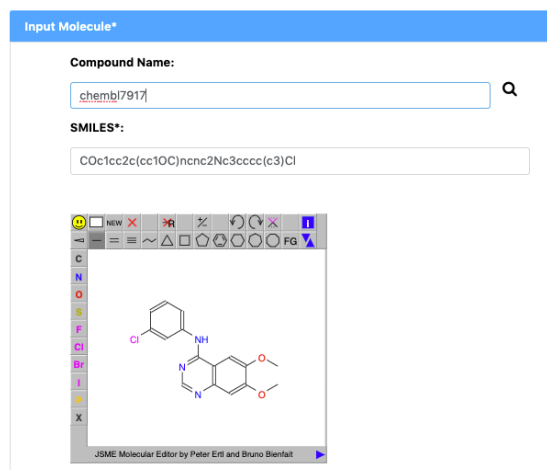 Input Molecule*
Compound Name:
chembl7917
SMILES*:
COc1cc2c(cc1OC)ncnc2Nc3cccc(c3)Cl
NEW R +/- i
FG
C
N
O
S
F
Cl
Br
I
X
Cl
NH
N
O
N
O
JSME Molecular Editor by Peter Ertl and Bruno Bienfait